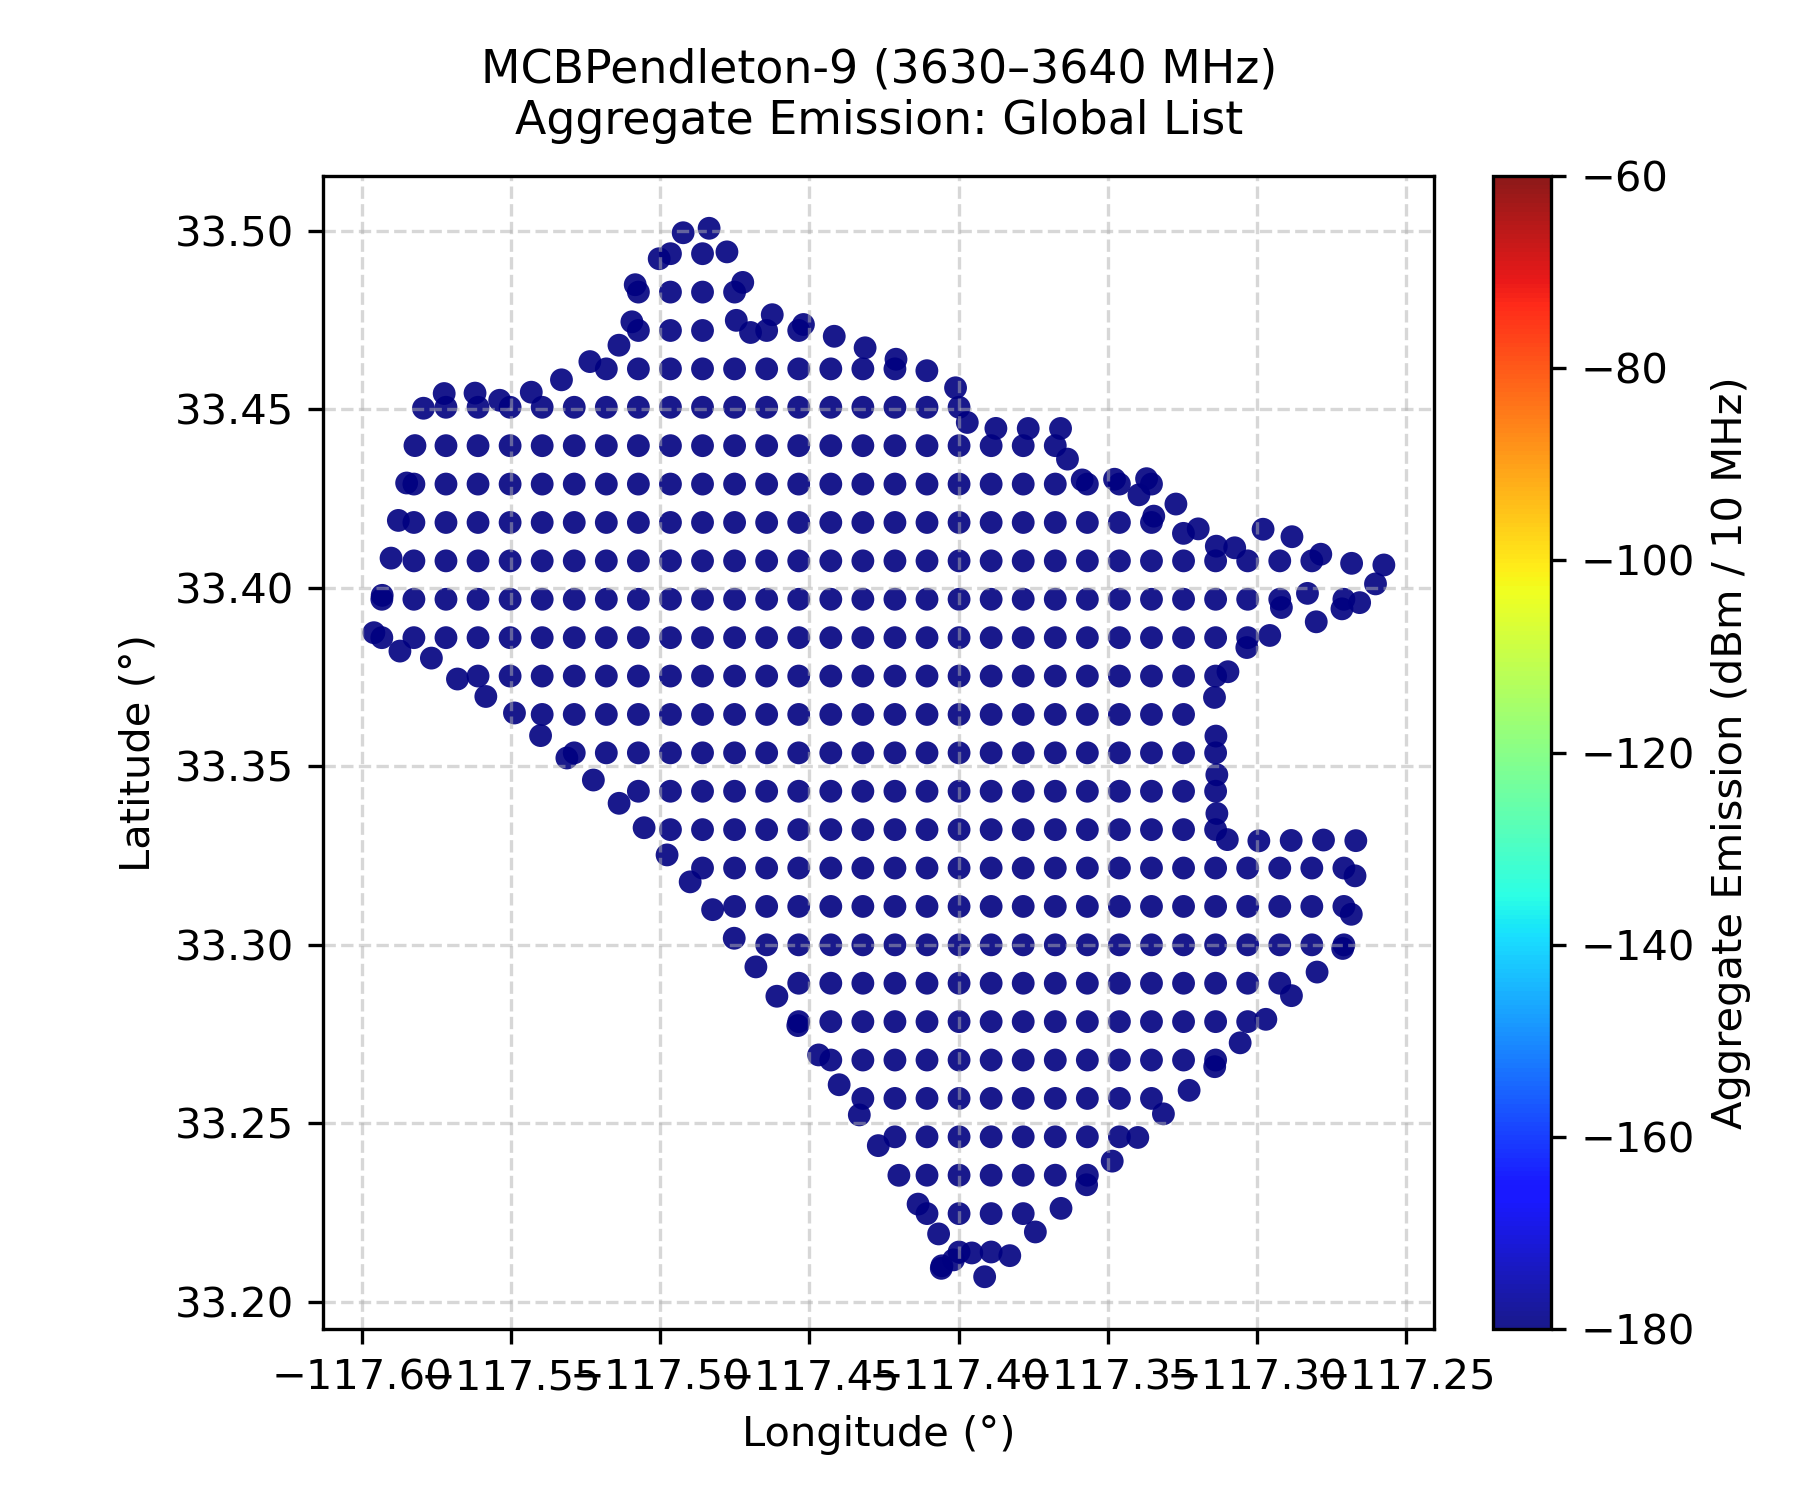 MCBPendleton-9 (3630–3640 MHz)
Aggregate Emission: Global List
33.50
33.45
33.40
33.35
33.30
33.25
33.20
Latitude (°)
−117.60 −117.55 −117.50 −117.45 −117.40 −117.35 −117.30 −117.25
Longitude (°)
−60
−80
−100
−120
−140
−160
−180
Aggregate Emission (dBm / 10 MHz)